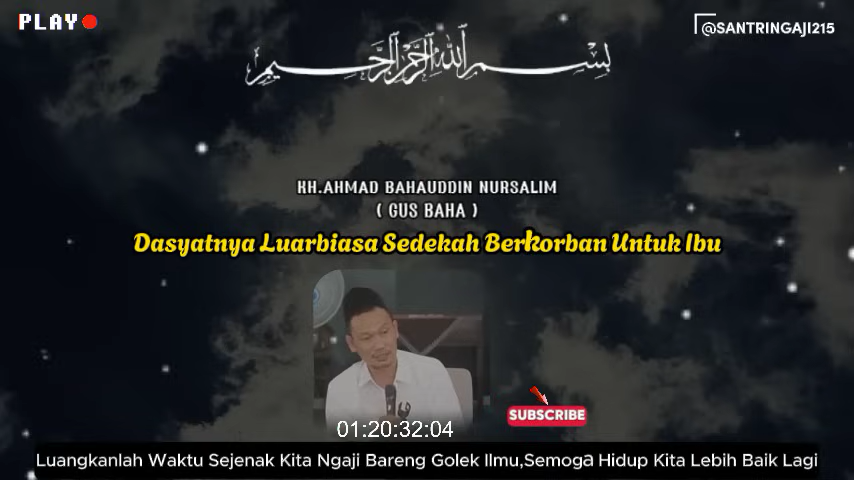 PLAY
@SANTRINGAJI215
بِسْمِ اللهِ الرَّحْمٰنِ الرَّحِيْمِ
KH.AHMAD BAHAUDDIN NURSALIM
( GUS BAHA )
Dasyatnya Luarbiasa Sedekah Berkorban Untuk Ibu
SUBSCRIBE
01:20:32:04
Luangkanlah Waktu Sejenak Kita Ngaji Bareng Golek Ilmu,Semoga Hidup Kita Lebih Baik Lagi